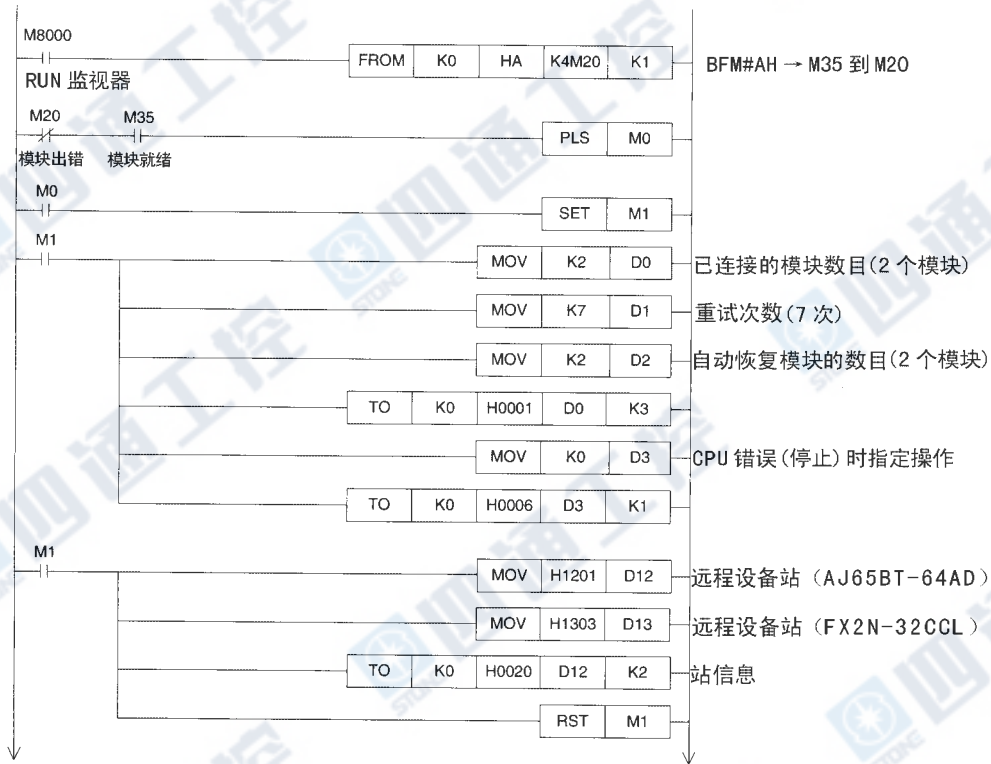 M8000
FROM K0 HA K4M20 K1 BFM#AH → M35 到 M20
RUN 监视器
M20 M35
PLS M0
模块出错 模块就绪
M0
SET M1
M1
MOV K2 D0 已连接的模块数目(2 个模块)
MOV K7 D1 重试次数(7 次)
MOV K2 D2 自动恢复模块的数目(2 个模块)
TO K0 H0001 D0 K3
MOV K0 D3 CPU 错误(停止)时指定操作
TO K0 H0006 D3 K1
M1
MOV H1201 D12 远程设备站（AJ65BT-64AD）
MOV H1303 D13 远程设备站（FX2N-32CCL）
TO K0 H0020 D12 K2 站信息
RST M1
四通工控
STONE